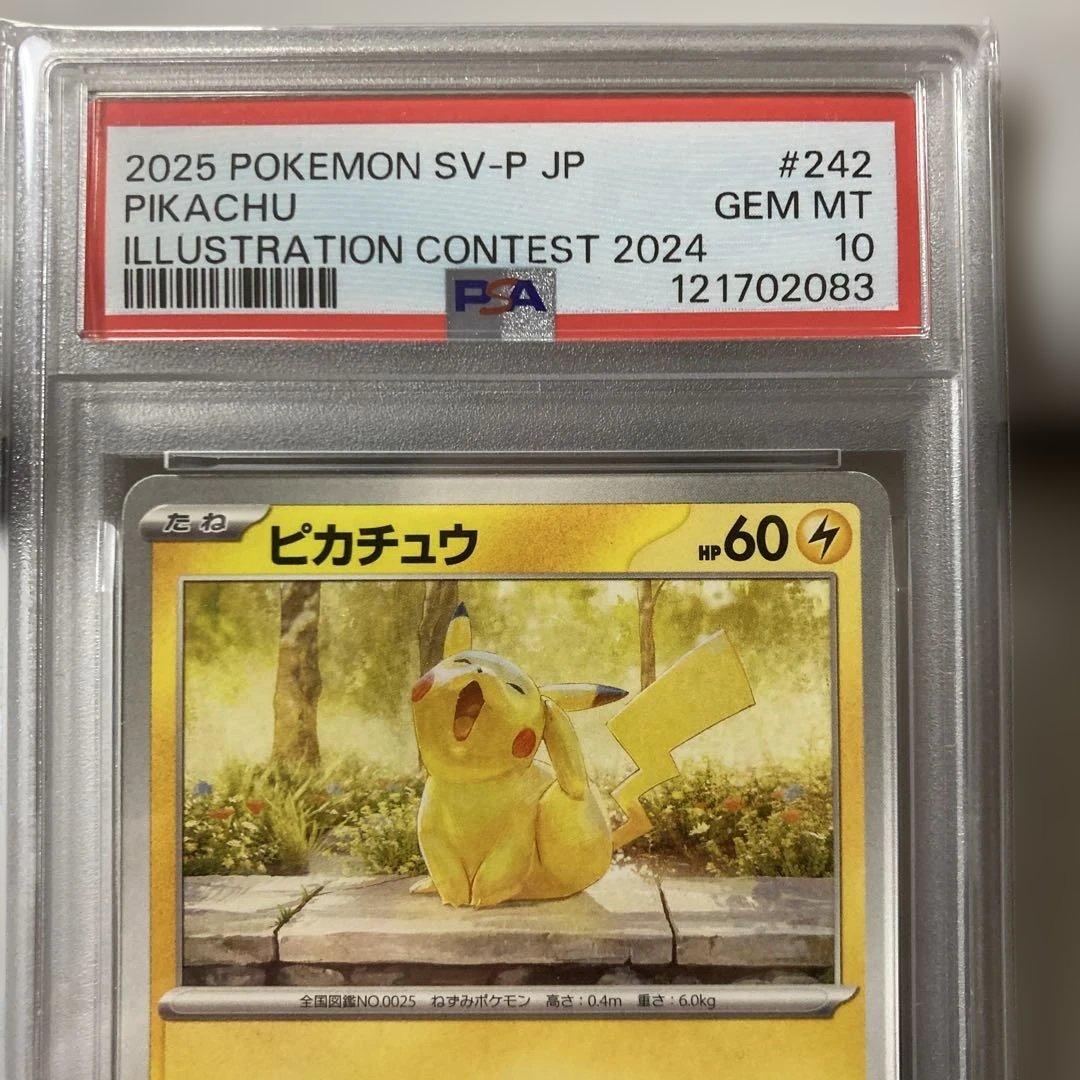 2025 POKEMON SV-P JP #242
PIKACHU GEM MT
ILLUSTRATION CONTEST 2024 10
PSA 121702083
たね ピカチュウ HP60
全国図鑑NO.0025 ねずみポケモン 高さ:0.4m 重さ:6.0kg